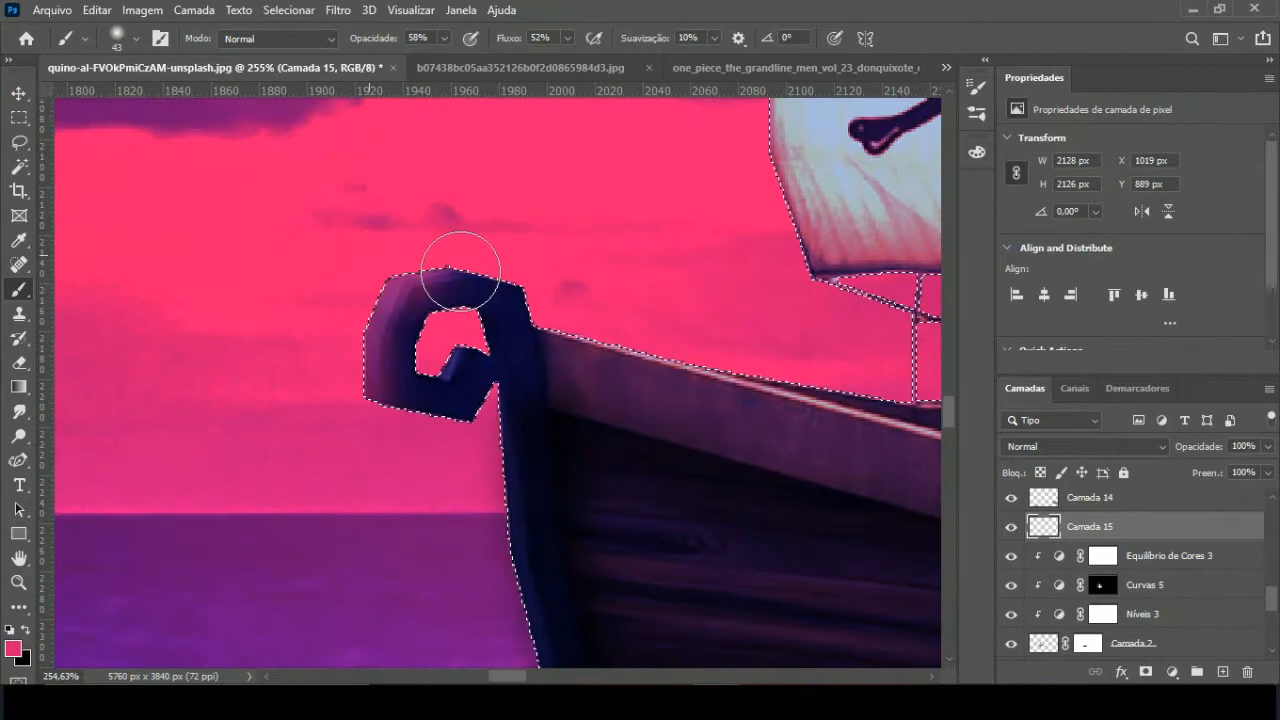 Ps Arquivo Editar Imagem Camada Texto Selecionar Filtro 3D Visualizar Janela Ajuda
43 Modo: Normal Opacidade: 58% Fluxo: 52% Suavização: 10% 0°
quino-al-FVOkPmiCzAM-unsplash.jpg @ 255% (Camada 15, RGB/8) * × b07438bc05aa352126b0f2d0865984d3.jpg × one_piece_the_grandline_men_vol_23_donquixote_
1800 1820 1840 1860 1880 1900 1920 1940 1960 1980 2000 2020 2040 2060 2080 2100 2120 2140
Propriedades
Propriedades de camada de pixel
Transform
W 2128 px X 1019 px
H 2126 px Y 889 px
0,00°
Align and Distribute
Align:
Quick Actions
Camadas Canais Demarcadores
Tipo
Normal Opacidade: 100%
Bloq.: Preen.: 100%
Camada 14
Camada 15
Equilíbrio de Cores 3
Curvas 5
Níveis 3
Camada 2
254,63% 5760 px x 3840 px (72 ppi)